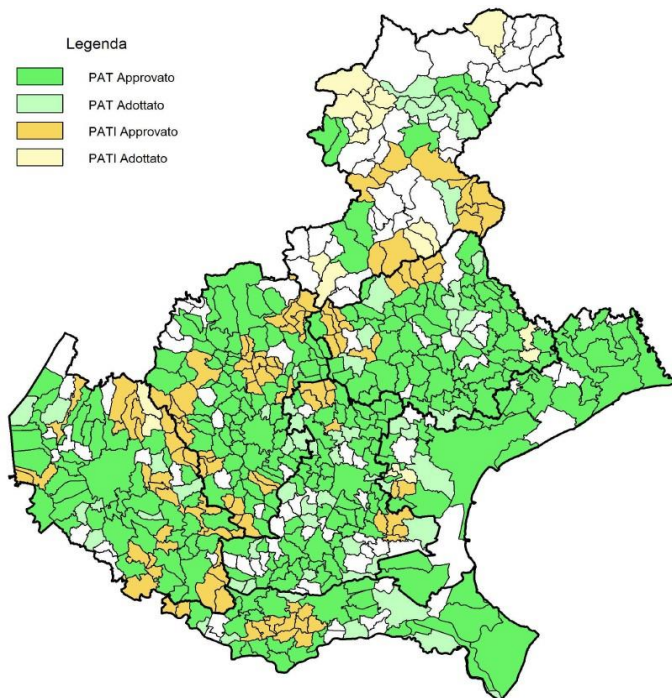 Legenda
PAT Approvato
PAT Adottato
PATI Approvato
PATI Adottato